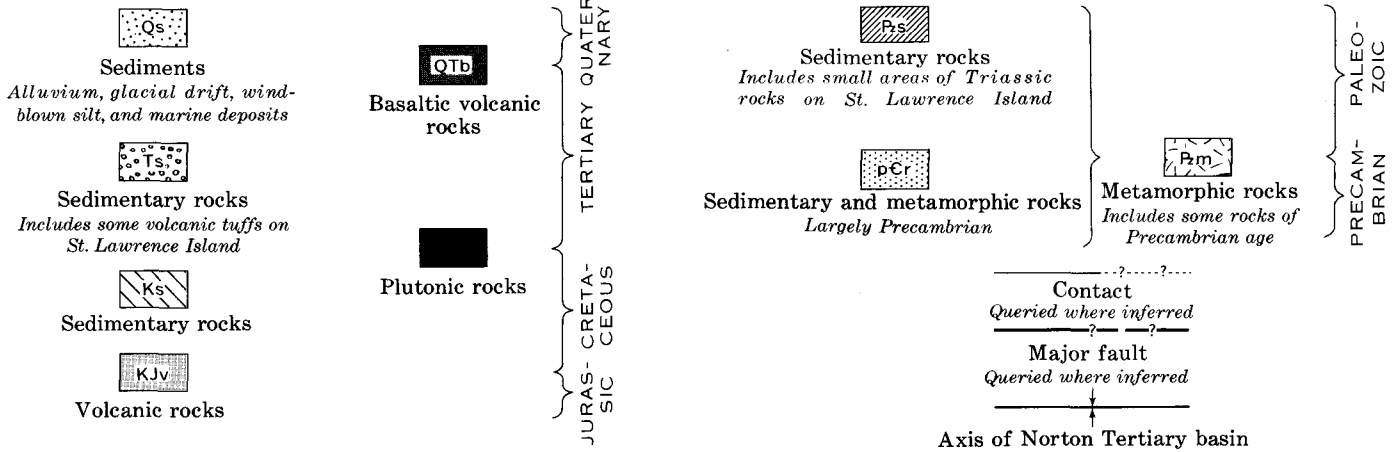 Qs
Sediments
Alluvium, glacial drift, wind-
blown silt, and marine deposits
Ts
Sedimentary rocks
Includes some volcanic tuffs on
St. Lawrence Island
Ks
Sedimentary rocks
KJv
Volcanic rocks
QTb
Basaltic volcanic
rocks
Plutonic rocks
QUATER
NARY
TERTIARY
CRETA-
CEOUS
JURAS-
SIC
Pzs
Sedimentary rocks
Includes small areas of Triassic
rocks on St. Lawrence Island
pCr
Sedimentary and metamorphic rocks
Largely Precambrian
Pzm
Metamorphic rocks
Includes some rocks of
Precambrian age
PALEO-
ZOIC
PRECAM-
BRIAN
? ?
Contact
Queried where inferred
? ?
Major fault
Queried where inferred
Axis of Norton Tertiary basin